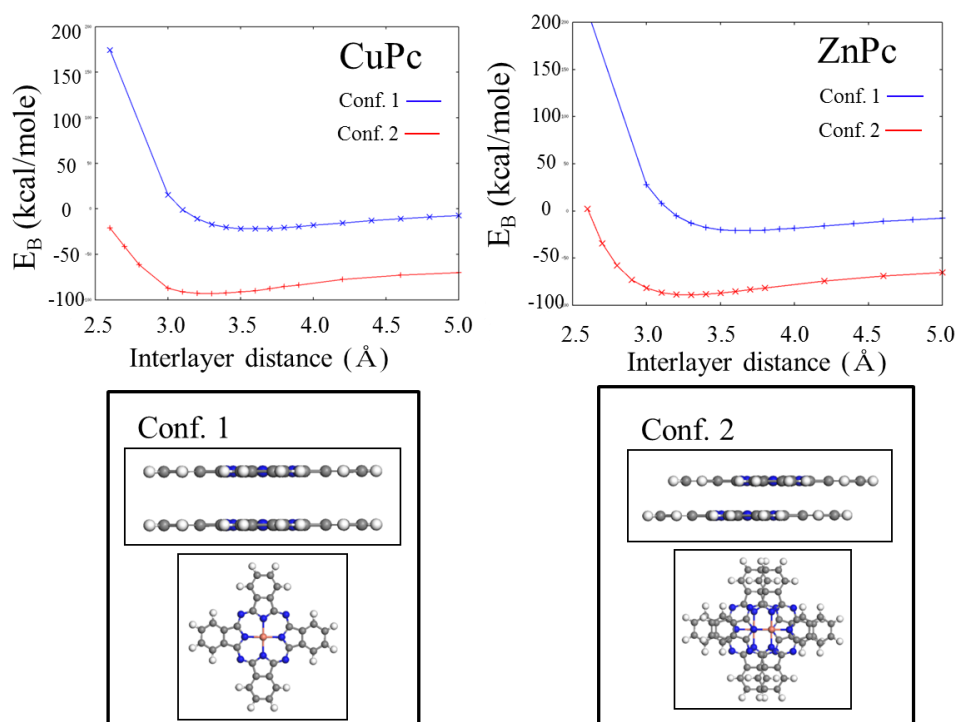 CuPc
Conf. 1
Conf. 2
E_B (kcal/mole)
200
150
100
50
0
-50
-100
2.5 3.0 3.5 4.0 4.5 5.0
Interlayer distance (Å)
ZnPc
Conf. 1
Conf. 2
E_B (kcal/mole)
200
150
100
50
0
-50
-100
2.5 3.0 3.5 4.0 4.5 5.0
Interlayer distance (Å)
Conf. 1
Conf. 2